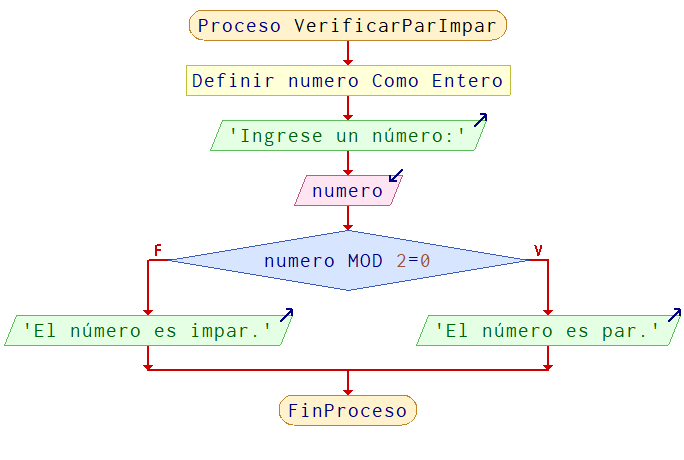 Proceso VerificarParImpar
Definir numero Como Entero
'Ingrese un número:'
numero
F
V
numero MOD 2=0
'El número es impar.'
'El número es par.'
FinProceso